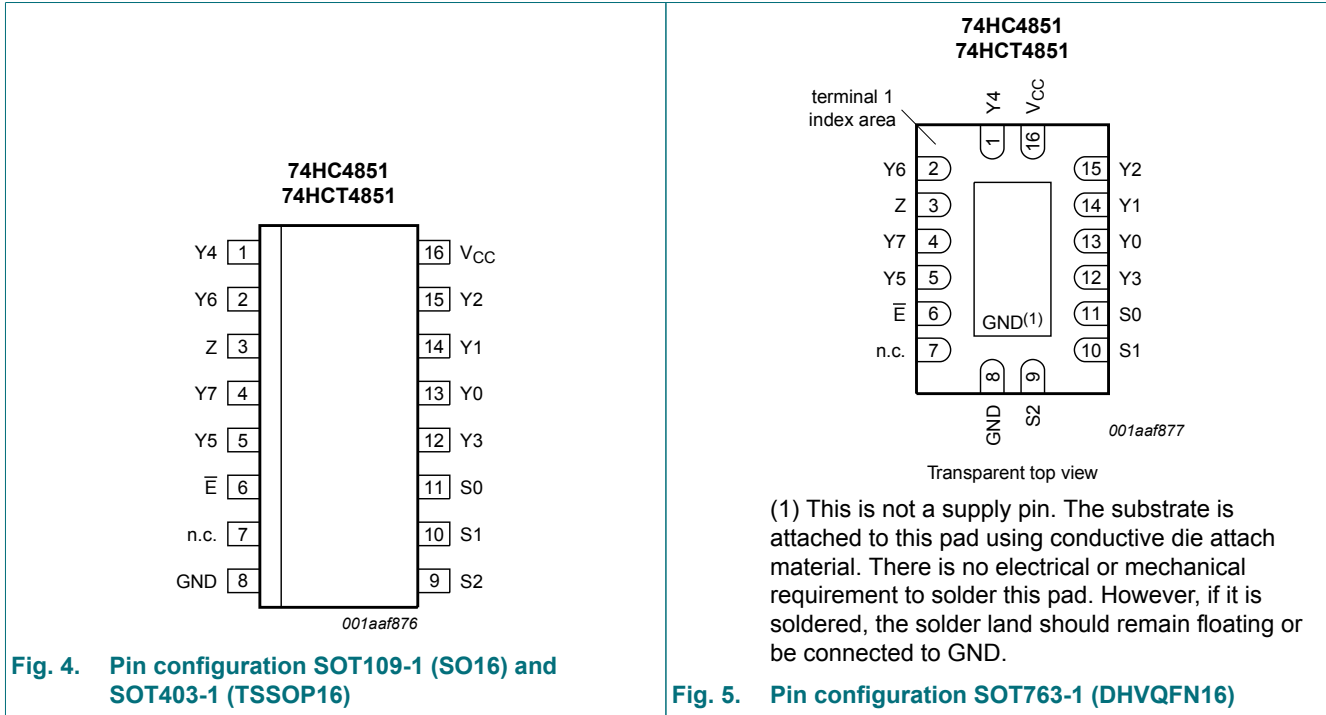 74HC4851
74HCT4851
Y4 1
Y6 2
Z 3
Y7 4
Y5 5
E̅ 6
n.c. 7
GND 8
16 VCC
15 Y2
14 Y1
13 Y0
12 Y3
11 S0
10 S1
9 S2
001aaf876
Fig. 4. Pin configuration SOT109-1 (SO16) and
SOT403-1 (TSSOP16)
74HC4851
74HCT4851
terminal 1
index area
Y4
VCC
1
16
Y6 2
Z 3
Y7 4
Y5 5
E̅ 6
n.c. 7
15 Y2
14 Y1
13 Y0
12 Y3
11 S0
10 S1
GND(1)
8
9
GND
S2
001aaf877
Transparent top view
(1) This is not a supply pin. The substrate is
attached to this pad using conductive die attach
material. There is no electrical or mechanical
requirement to solder this pad. However, if it is
soldered, the solder land should remain floating or
be connected to GND.
Fig. 5. Pin configuration SOT763-1 (DHVQFN16)